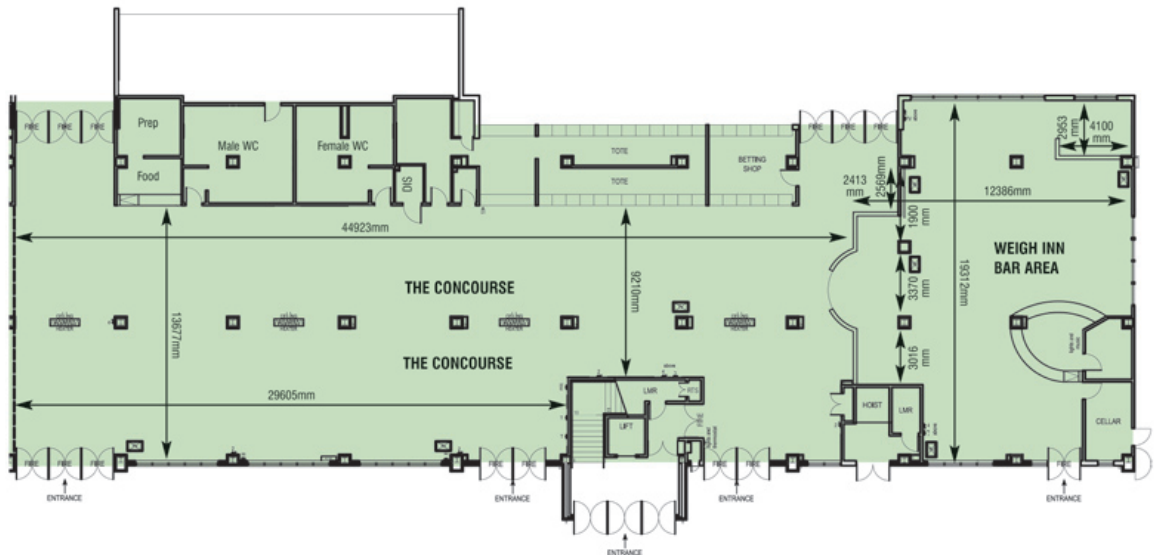 FIRE FIRE FIRE
Prep
Food
Male WC
Female WC
DIS
TOTE
TOTE
BETTING
SHOP
FIRE FIRE FIRE
2953
mm
4100
mm
2413
mm
2569mm
12386mm
1900
mm
44923mm
9210mm
19312mm
WEIGH INN
BAR AREA
3370
mm
THE CONCOURSE
13677mm
THE CONCOURSE
3016
mm
29605mm
LMR
RTS
LIFT
FIRE
HOIST
LMR
CELLAR
FIRE FIRE FIRE
FIRE FIRE
FIRE FIRE
FIRE
ENTRANCE
ENTRANCE
ENTRANCE
ENTRANCE
ENTRANCE